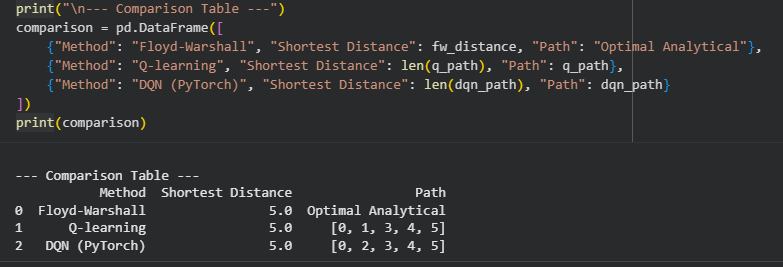 print("\n--- Comparison Table ---")
comparison = pd.DataFrame([
    {"Method": "Floyd-Warshall", "Shortest Distance": fw_distance, "Path": "Optimal Analytical"},
    {"Method": "Q-learning", "Shortest Distance": len(q_path), "Path": q_path},
    {"Method": "DQN (PyTorch)", "Shortest Distance": len(dqn_path), "Path": dqn_path}
])
print(comparison)
--- Comparison Table ---
           Method  Shortest Distance                Path
0  Floyd-Warshall                5.0  Optimal Analytical
1      Q-learning                5.0     [0, 1, 3, 4, 5]
2   DQN (PyTorch)                5.0     [0, 2, 3, 4, 5]